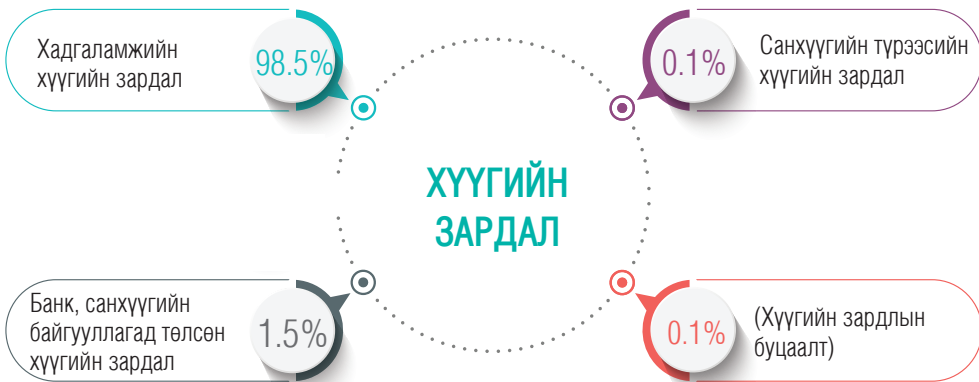 Хадгаламжийн
хүүгийн зардал
98.5%
0.1%
Санхүүгийн түрээсийн
хүүгийн зардал
ХҮҮГИЙН
ЗАРДАЛ
Банк, санхүүгийн
байгууллагад төлсөн
хүүгийн зардал
1.5%
0.1%
(Хүүгийн зардлын
буцаалт)